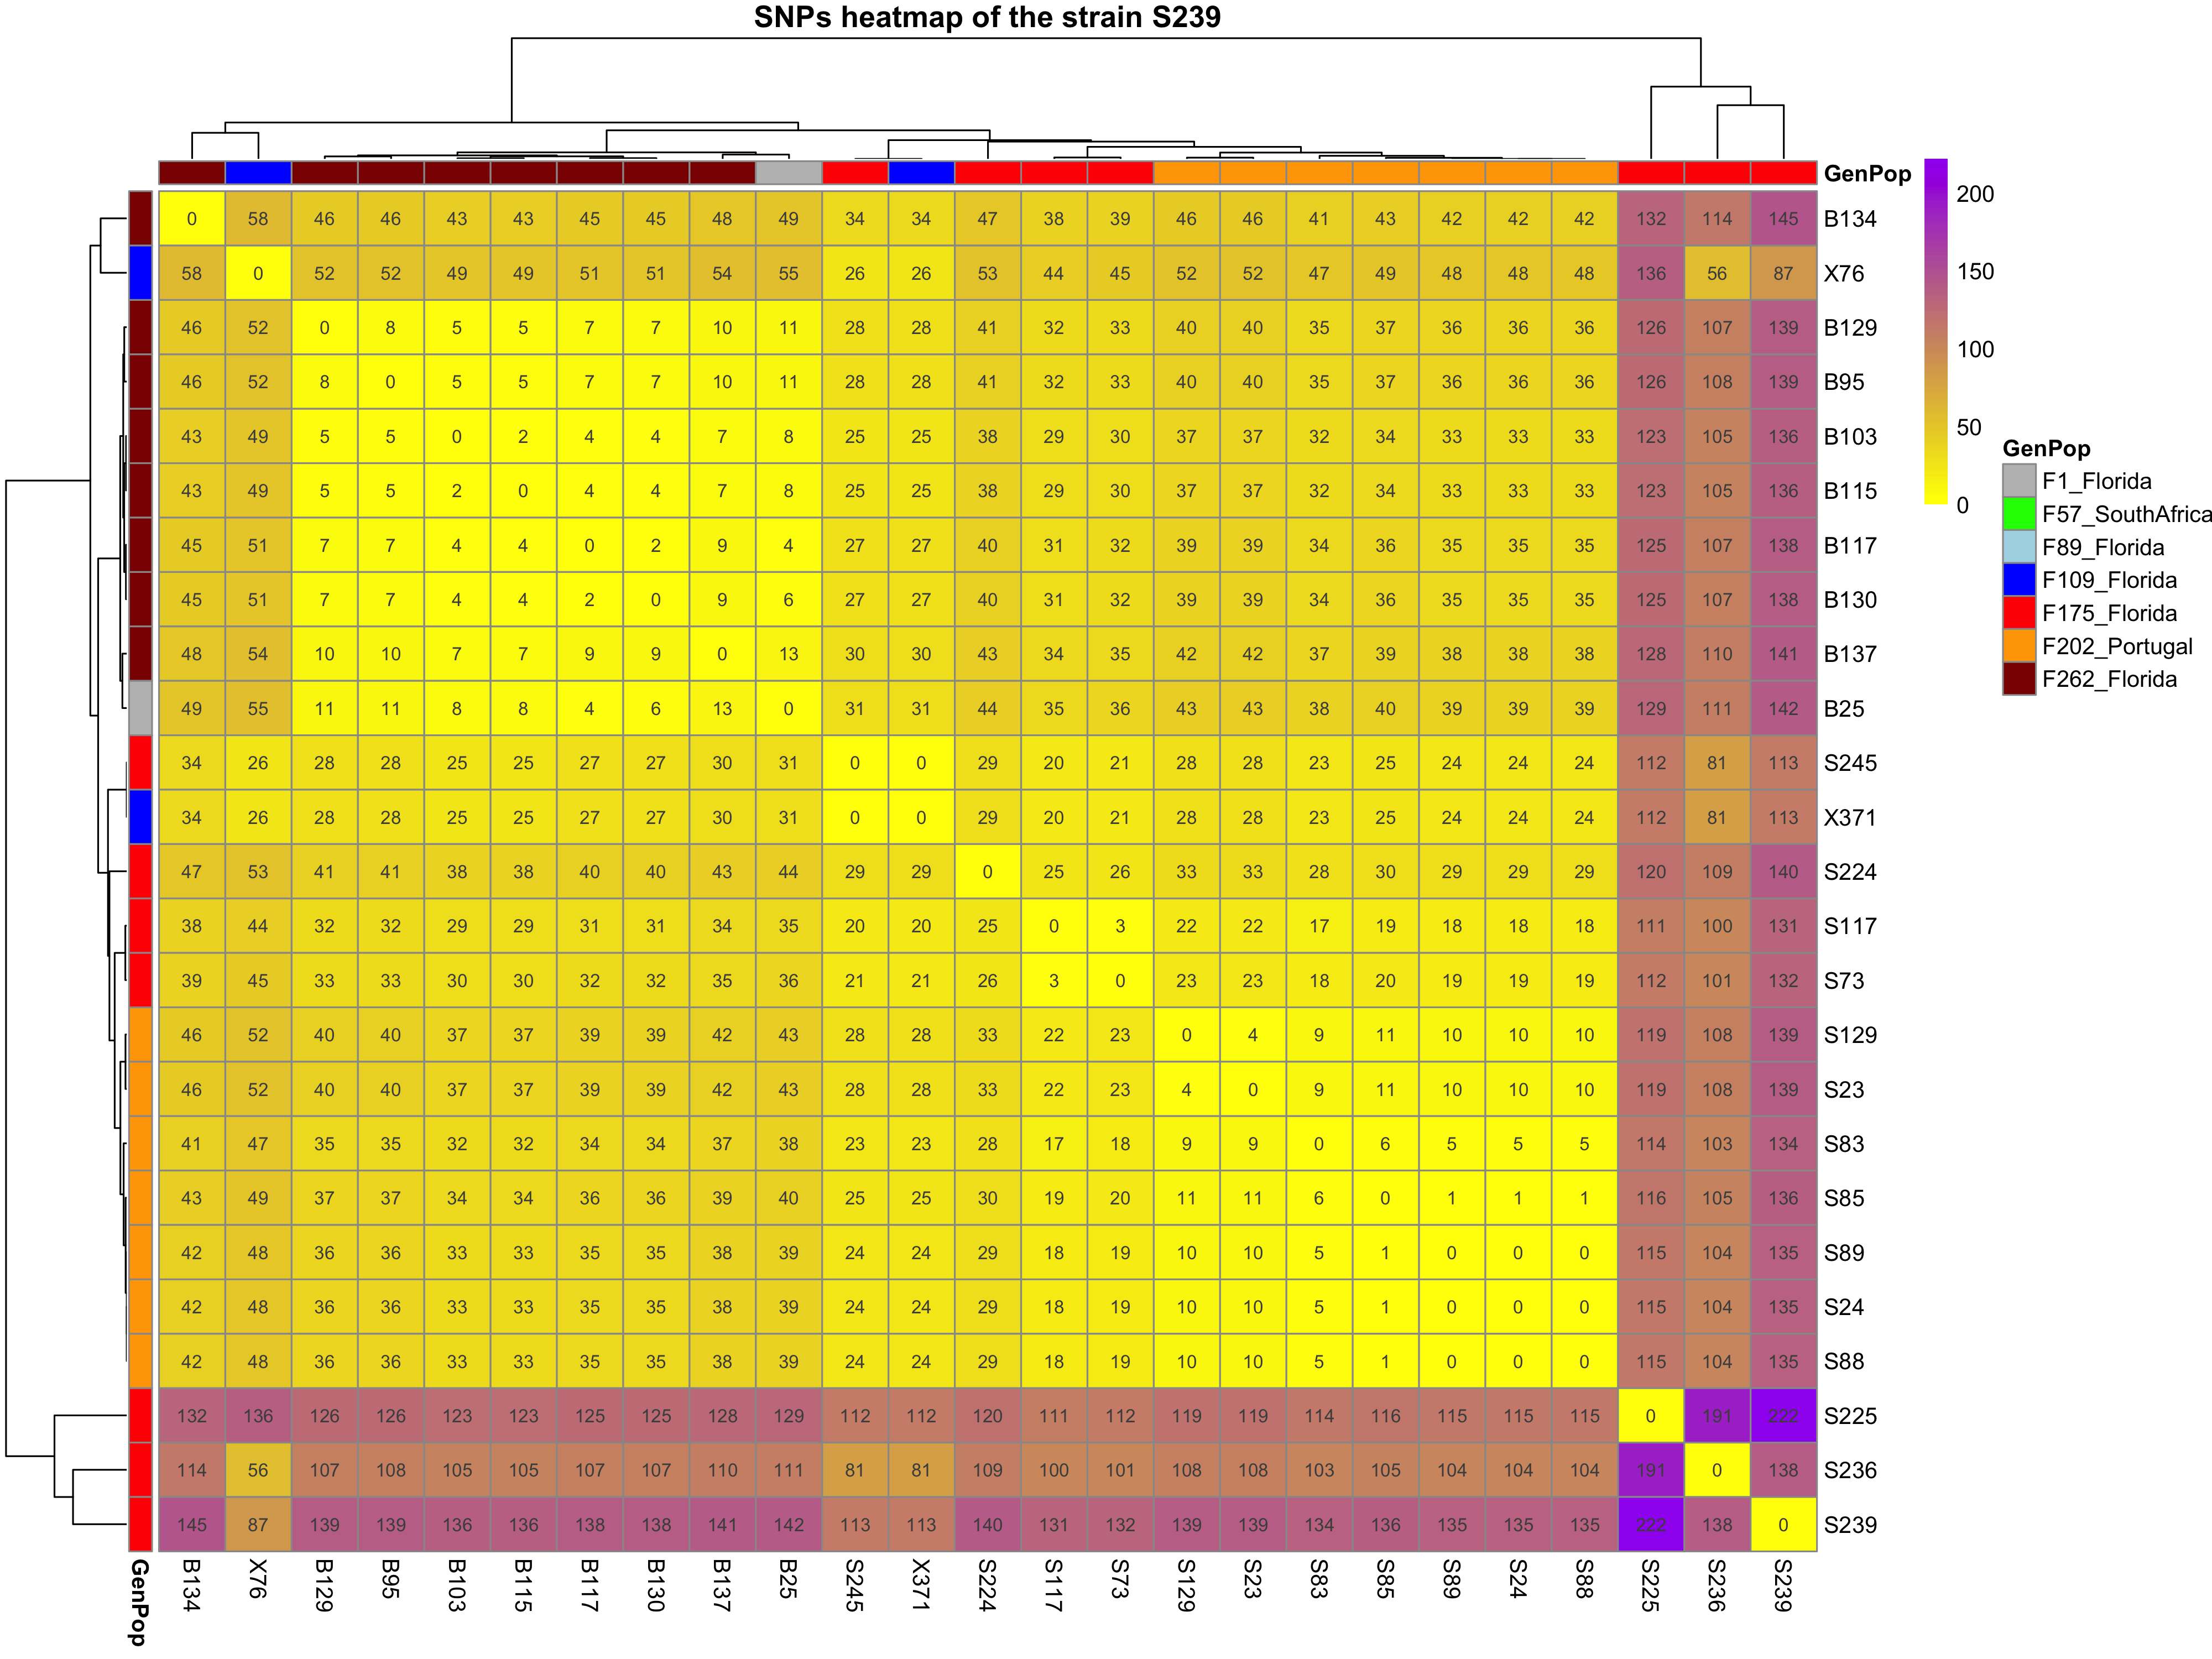 SNPs heatmap of the strain S239
GenPop
0 58 46 46 43 43 45 45 48 49 34 34 47 38 39 46 46 41 43 42 42 42 132 114 145 B134
58 0 52 52 49 49 51 51 54 55 26 26 53 44 45 52 52 47 49 48 48 48 136 56 87 X76
46 52 0 8 5 5 7 7 10 11 28 28 41 32 33 40 40 35 37 36 36 36 126 107 139 B129
46 52 8 0 5 5 7 7 10 11 28 28 41 32 33 40 40 35 37 36 36 36 126 108 139 B95
43 49 5 5 0 2 4 4 7 8 25 25 38 29 30 37 37 32 34 33 33 33 123 105 136 B103
43 49 5 5 2 0 4 4 7 8 25 25 38 29 30 37 37 32 34 33 33 33 123 105 136 B115
45 51 7 7 4 4 0 2 9 4 27 27 40 31 32 39 39 34 36 35 35 35 125 107 138 B117
45 51 7 7 4 4 2 0 9 6 27 27 40 31 32 39 39 34 36 35 35 35 125 107 138 B130
48 54 10 10 7 7 9 9 0 13 30 30 43 34 35 42 42 37 39 38 38 38 128 110 141 B137
49 55 11 11 8 8 4 6 13 0 31 31 44 35 36 43 43 38 40 39 39 39 129 111 142 B25
34 26 28 28 25 25 27 27 30 31 0 0 29 20 21 28 28 23 25 24 24 24 112 81 113 S245
34 26 28 28 25 25 27 27 30 31 0 0 29 20 21 28 28 23 25 24 24 24 112 81 113 X371
47 53 41 41 38 38 40 40 43 44 29 29 0 25 26 33 33 28 30 29 29 29 120 109 140 S224
38 44 32 32 29 29 31 31 34 35 20 20 25 0 3 22 22 17 19 18 18 18 111 100 131 S117
39 45 33 33 30 30 32 32 35 36 21 21 26 3 0 23 23 18 20 19 19 19 112 101 132 S73
46 52 40 40 37 37 39 39 42 43 28 28 33 22 23 0 4 9 11 10 10 10 119 108 139 S129
46 52 40 40 37 37 39 39 42 43 28 28 33 22 23 4 0 9 11 10 10 10 119 108 139 S23
41 47 35 35 32 32 34 34 37 38 23 23 28 17 18 9 9 0 6 5 5 5 114 103 134 S83
43 49 37 37 34 34 36 36 39 40 25 25 30 19 20 11 11 6 0 1 1 1 116 105 136 S85
42 48 36 36 33 33 35 35 38 39 24 24 29 18 19 10 10 5 1 0 0 0 115 104 135 S89
42 48 36 36 33 33 35 35 38 39 24 24 29 18 19 10 10 5 1 0 0 0 115 104 135 S24
42 48 36 36 33 33 35 35 38 39 24 24 29 18 19 10 10 5 1 0 0 0 115 104 135 S88
132 136 126 126 123 123 125 125 128 129 112 112 120 111 112 119 119 114 116 115 115 115 0 191 222 S225
114 56 107 108 105 105 107 107 110 111 81 81 109 100 101 108 108 103 105 104 104 104 191 0 138 S236
145 87 139 139 136 136 138 138 141 142 113 113 140 131 132 139 139 134 136 135 135 135 222 138 0 S239
GenPop B134 X76 B129 B95 B103 B115 B117 B130 B137 B25 S245 X371 S224 S117 S73 S129 S23 S83 S85 S89 S24 S88 S225 S236 S239
200
150
100
50
0
GenPop
F1_Florida
F57_SouthAfrica
F89_Florida
F109_Florida
F175_Florida
F202_Portugal
F262_Florida